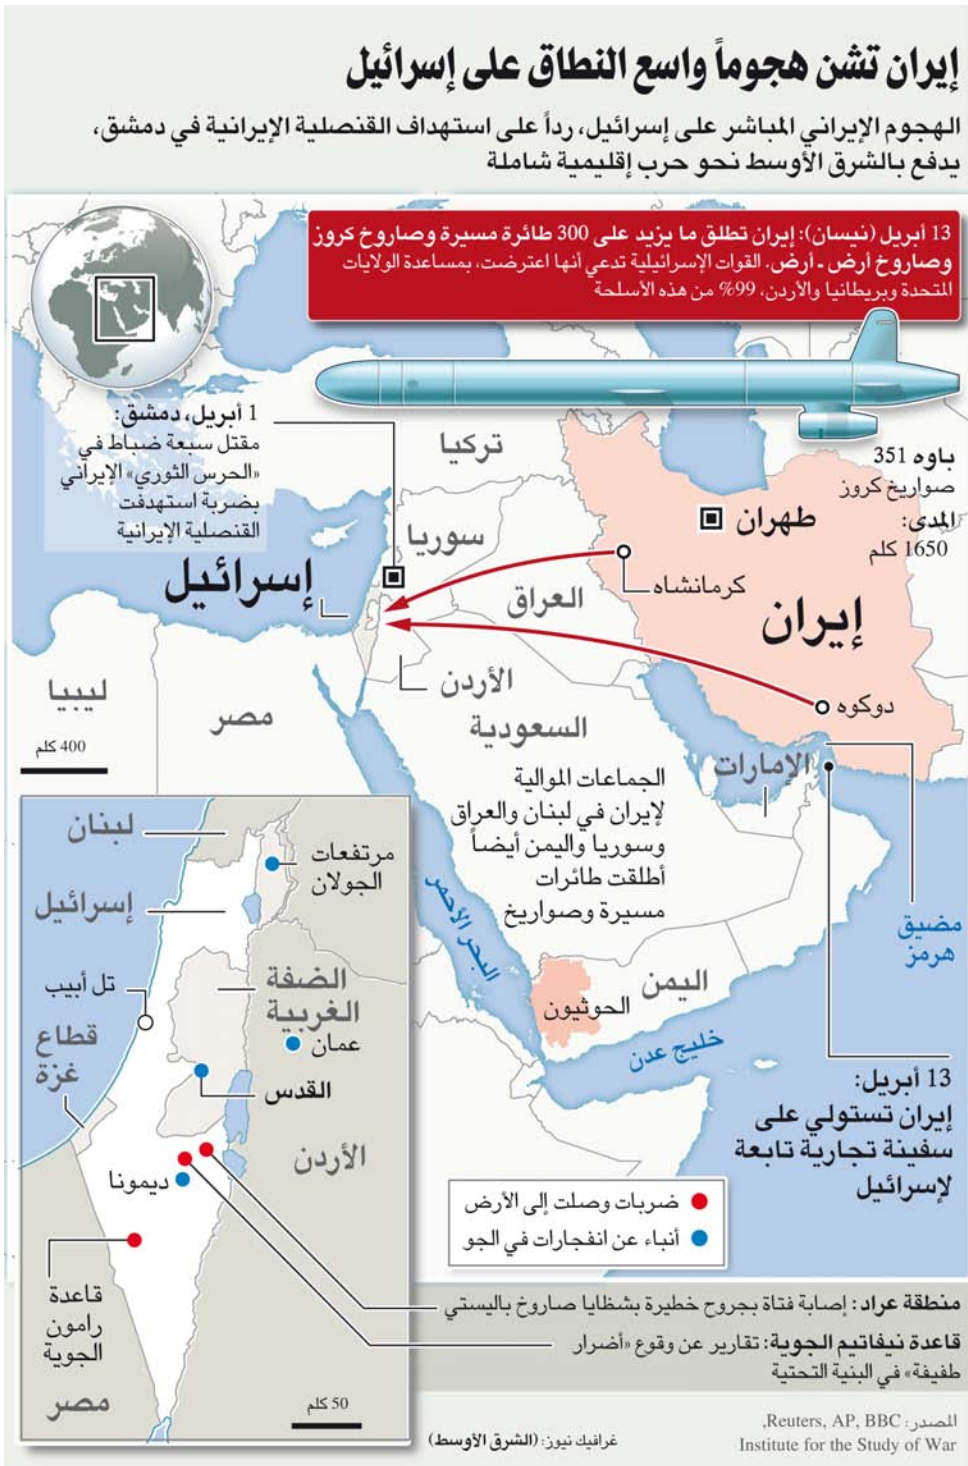 إيران تشن هجوماً واسع النطاق على إسرائيل
الهجوم الإيراني المباشر على إسرائيل، رداً على استهداف القنصلية الإيرانية في دمشق،
يدفع بالشرق الأوسط نحو حرب إقليمية شاملة
13 أبريل (نيسان): إيران تطلق ما يزيد على 300 طائرة مسيرة وصاروخ كروز
وصاروخ أرض ـ أرض. القوات الإسرائيلية تدعي أنها اعترضت، بمساعدة الولايات
المتحدة وبريطانيا والأردن، 99% من هذه الأسلحة
1 أبريل، دمشق:
مقتل سبعة ضباط في
«الحرس الثوري» الإيراني
بضربة استهدفت
القنصلية الإيرانية
باوه 351
صواريخ كروز
المدى:
1650 كلم
تركيا
سوريا
طهران
إسرائيل
العراق
كرمانشاه
إيران
الأردن
دوكوه
ليبيا
مصر
السعودية
400 كلم
الإمارات
الجماعات الموالية
لإيران في لبنان والعراق
وسوريا واليمن أيضاً
أطلقت طائرات
مسيرة وصواريخ
البحر الأحمر
مضيق
هرمز
اليمن
الحوثيون
خليج عدن
13 أبريل:
إيران تستولي على
سفينة تجارية تابعة
لإسرائيل
لبنان
مرتفعات
الجولان
إسرائيل
الضفة
الغربية
تل أبيب
عمان
قطاع
غزة
القدس
الأردن
ديمونا
قاعدة
رامون
الجوية
مصر
50 كلم
ضربات وصلت إلى الأرض
أنباء عن انفجارات في الجو
منطقة عراد: إصابة فتاة بجروح خطيرة بشظايا صاروخ باليستي
قاعدة نيفاتيم الجوية: تقارير عن وقوع «أضرار
طفيفة» في البنية التحتية
المصدر: Reuters, AP, BBC,
Institute for the Study of War
غرافيك نيوز: (الشرق الأوسط)